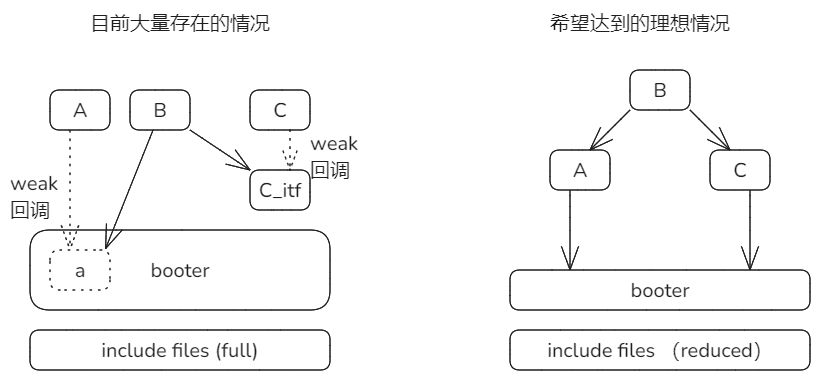 目前大量存在的情况
A
B
C
weak
回调
C_itf
weak
回调
a
booter
include files (full)
希望达到的理想情况
B
A
C
booter
include files （reduced）